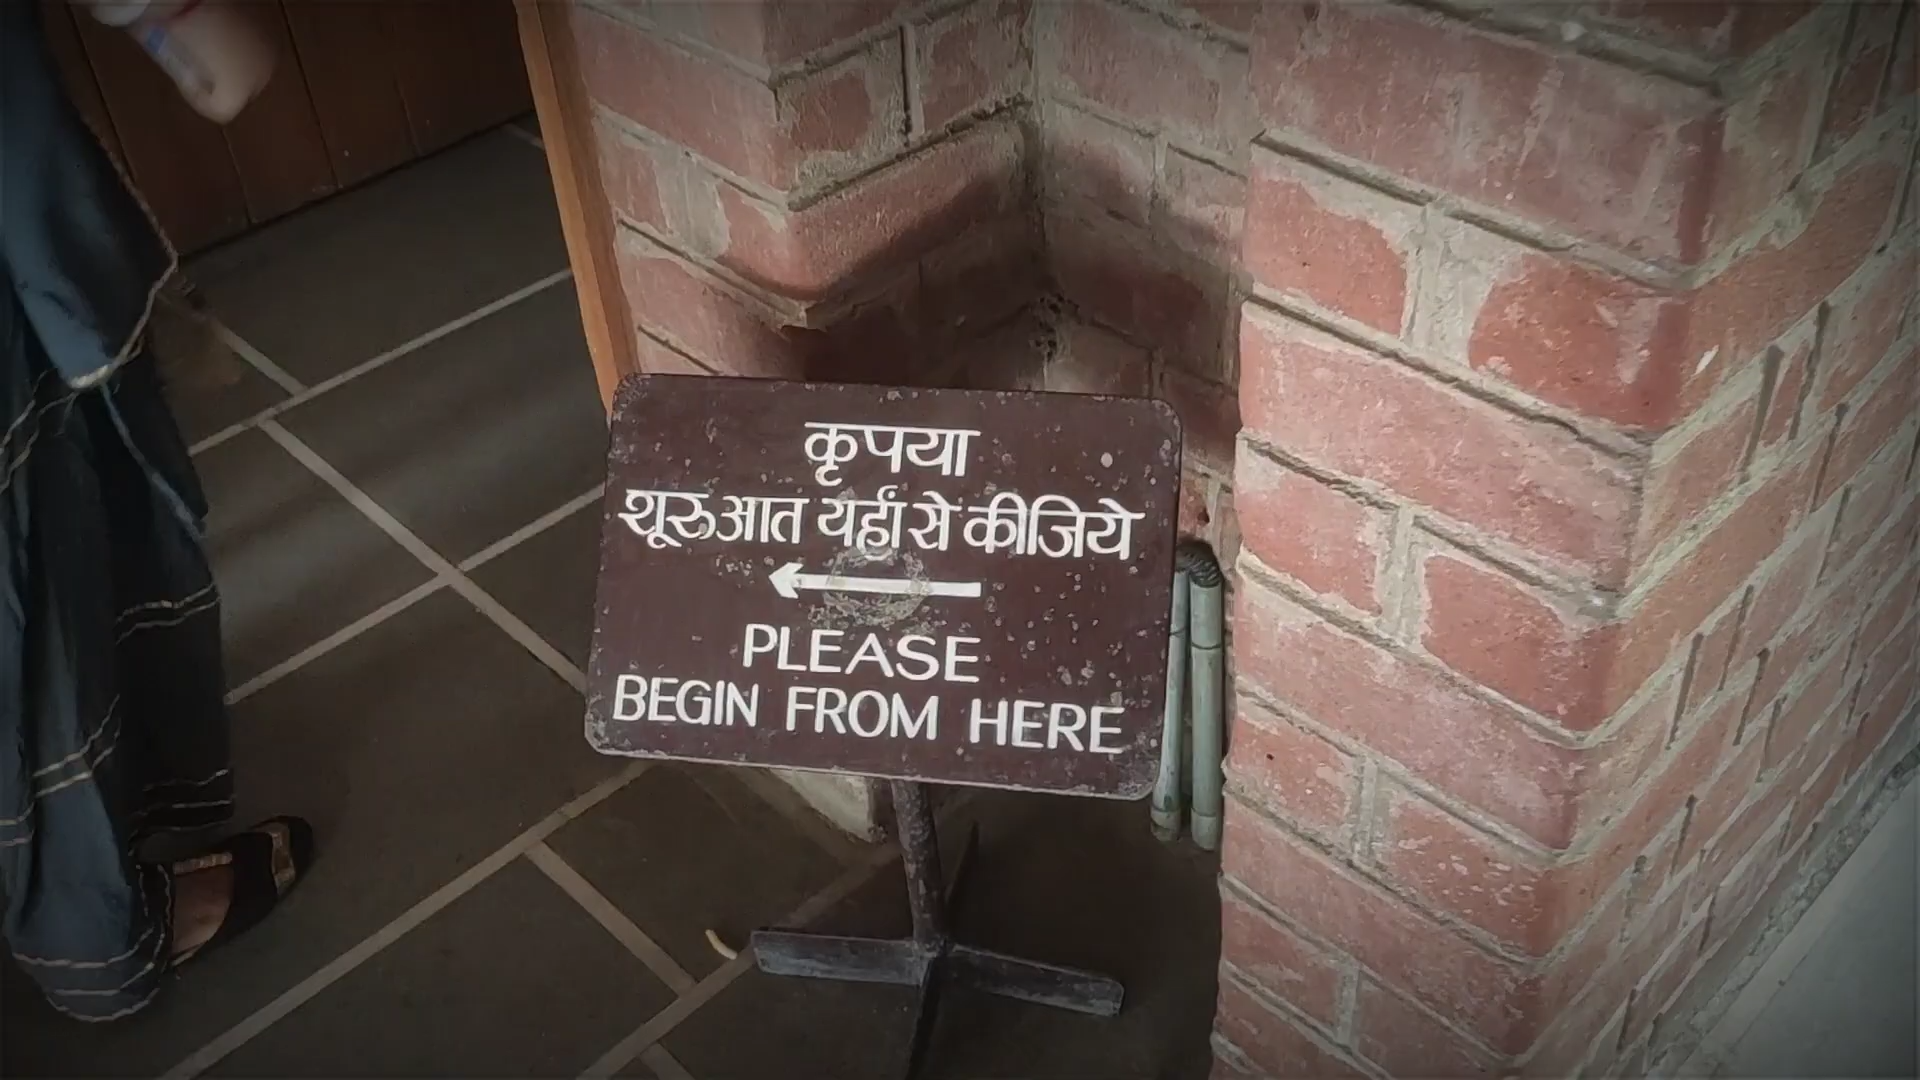 कृपया
शूरुआत यहाँ से कीजिये
PLEASE
BEGIN FROM HERE